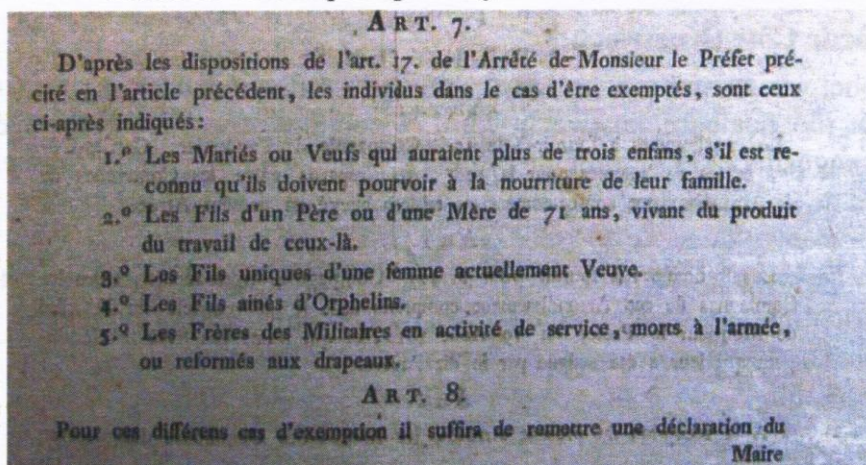 ART. 7.
D'après les dispositions de l'art. 17. de l'Arrêté de Monsieur le Préfet pré-
cité en l'article précédent, les individus dans le cas d'être exemptés, sont ceux
ci-après indiqués:
1.º Les Mariés ou Veufs qui auraient plus de trois enfans, s'il est re-
connu qu'ils doivent pourvoir à la nourriture de leur famille.
2.º Les Fils d'un Père ou d'une Mère de 71 ans, vivant du produit
du travail de ceux-là.
3.º Les Fils uniques d'une femme actuellement Veuve.
4.º Les Fils ainés d'Orphelins.
5.º Les Frères des Militaires en activité de service, morts à l'armée,
ou reformés aux drapeaux.
ART. 8.
Pour ces différens cas d'exemption il suffira de remettre une déclaration du
Maire